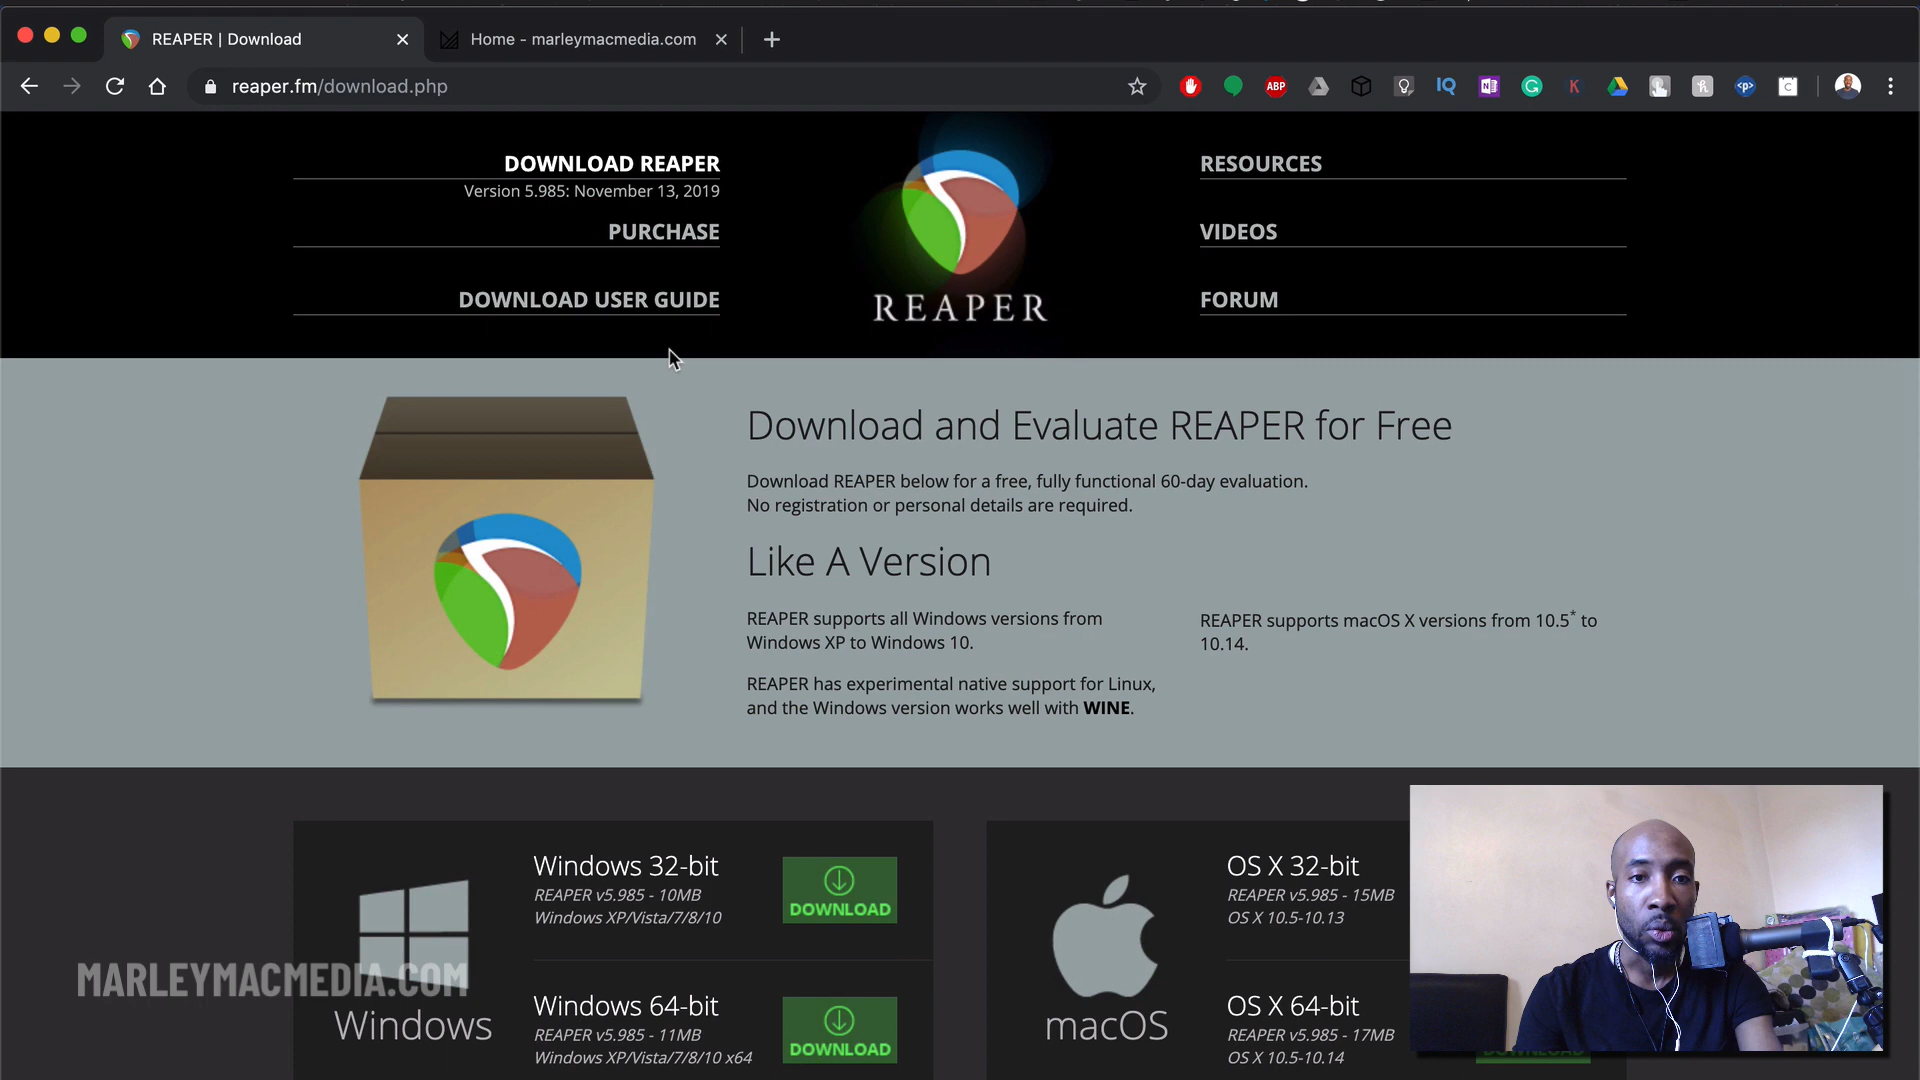 REAPER | Download
Home - marleymacmedia.com
reaper.fm/download.php
ABP
IQ
K
DOWNLOAD REAPER
Version 5.985: November 13, 2019
PURCHASE
DOWNLOAD USER GUIDE
REAPER
RESOURCES
VIDEOS
FORUM
Download and Evaluate REAPER for Free
Download REAPER below for a free, fully functional 60-day evaluation.
No registration or personal details are required.
Like A Version
REAPER supports all Windows versions from
Windows XP to Windows 10.
REAPER has experimental native support for Linux,
and the Windows version works well with WINE.
REAPER supports macOS X versions from 10.5* to
10.14.
Windows
Windows 32-bit
REAPER v5.985 - 10MB
Windows XP/Vista/7/8/10
DOWNLOAD
Windows 64-bit
REAPER v5.985 - 11MB
Windows XP/Vista/7/8/10 x64
DOWNLOAD
macOS
OS X 32-bit
REAPER v5.985 - 15MB
OS X 10.5-10.13
OS X 64-bit
REAPER v5.985 - 17MB
OS X 10.5-10.14
MARLEYMACMEDIA.COM